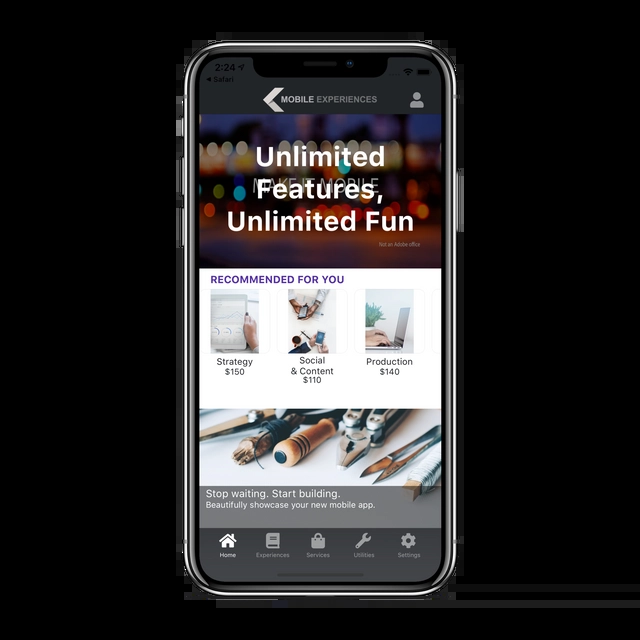 2:24
Safari
MOBILE EXPERIENCES
Unlimited
MAKE IT MOBILE
Features,
Unlimited Fun
Not an Adobe office
RECOMMENDED FOR YOU
Strategy
$150
Social
& Content
$110
Production
$140
Stop waiting. Start building.
Beautifully showcase your new mobile app.
Home
Experiences
Services
Utilities
Settings